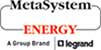 MetaSystem
ENERGY
A Group Brand legrand